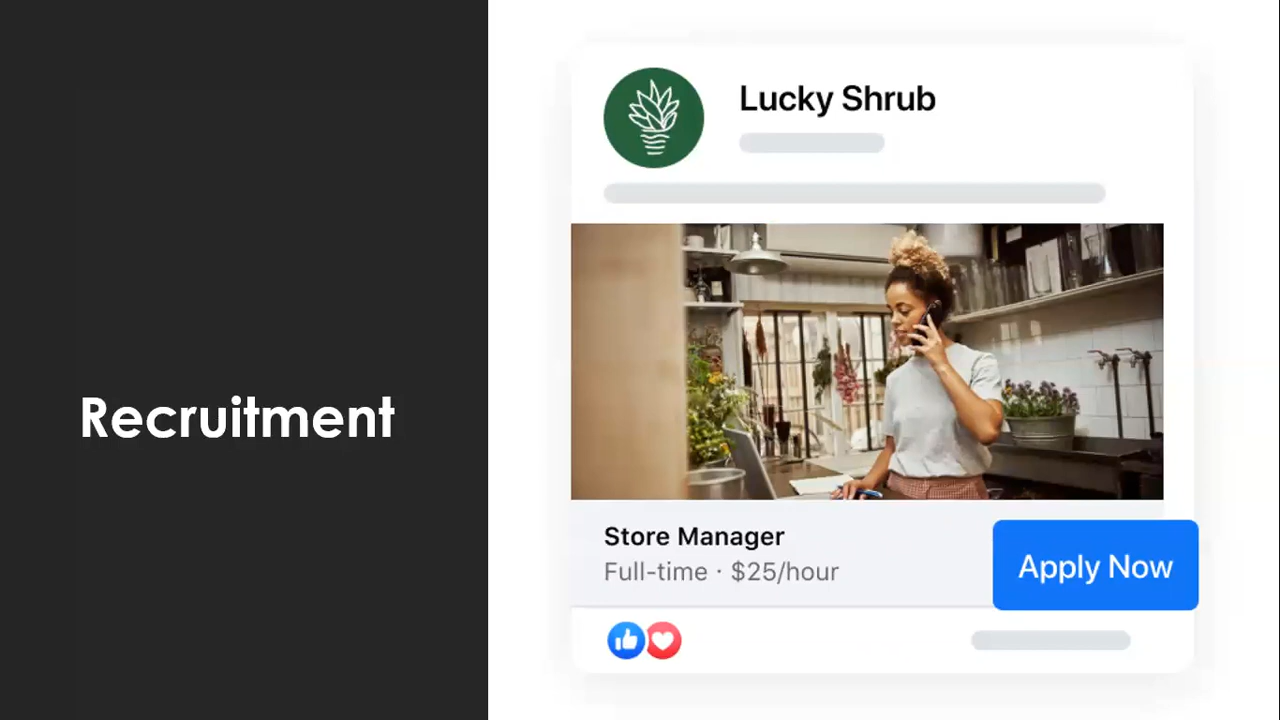 Recruitment
Lucky Shrub
Store Manager
Full-time · $25/hour
Apply Now